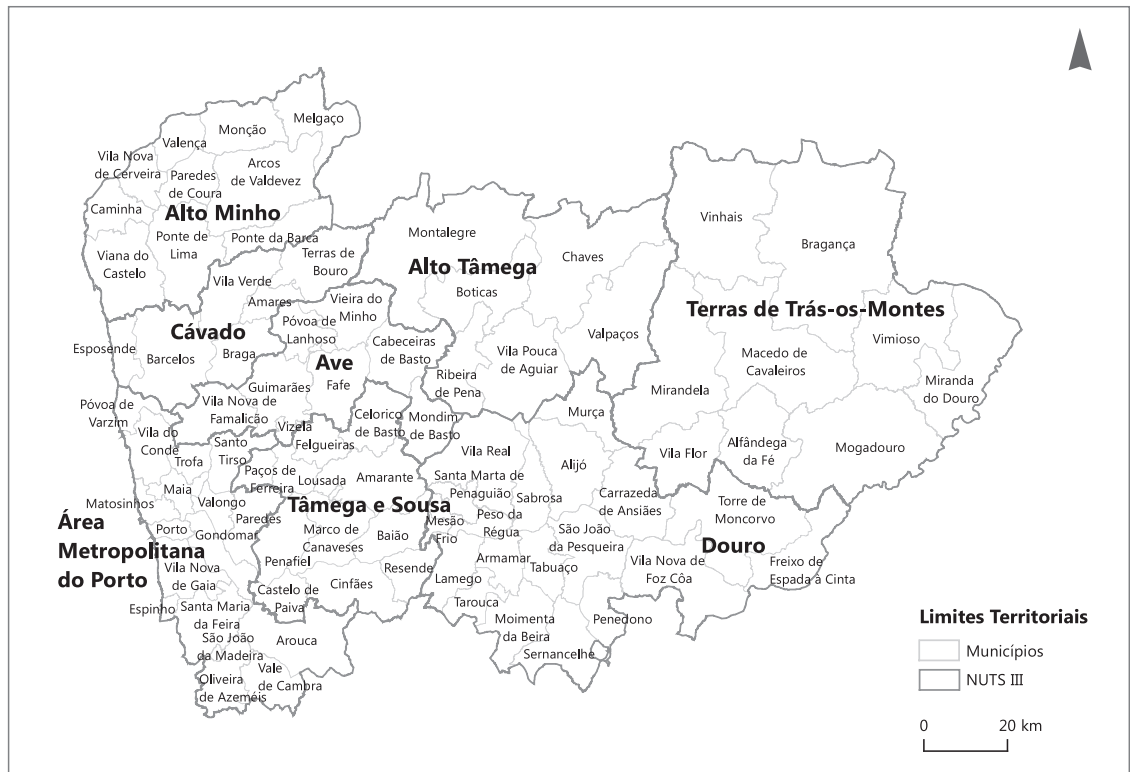 Melgaço
Monção
Valença
Vila Nova
de Cerveira
Arcos
de Valdevez
Paredes
de Coura
Caminha
Alto Minho
Ponte de
Lima
Ponte da Barca
Viana do
Castelo
Terras de
Bouro
Vila Verde
Amares
Vieira do
Minho
Póvoa de
Lanhoso
Cávado
Esposende
Barcelos
Braga
Cabeceiras
de Basto
Ave
Fafe
Guimarães
Vila Nova de
Famalicão
Vizela
Montalegre
Chaves
Alto Tâmega
Boticas
Valpaços
Vila Pouca
de Aguiar
Ribeira
de Pena
Vinhais
Bragança
Terras de Trás-os-Montes
Vimioso
Macedo de
Cavaleiros
Miranda
do Douro
Mirandela
Mogadouro
Alfândega
da Fé
Vila Flor
Póvoa de
Varzim
Vila do
Conde
Santo
Tirso
Trofa
Maia
Matosinhos
Valongo
Paredes
Porto
Gondomar
Área
Metropolitana
do Porto
Vila Nova
de Gaia
Espinho
Santa Maria
da Feira
São João
da Madeira
Arouca
Oliveira
de Azeméis
Vale
de Cambra
Celorico
de Basto
Felgueiras
Paços de
Ferreira
Lousada
Amarante
Tâmega e Sousa
Marco de
Canaveses
Baião
Penafiel
Resende
Cinfães
Castelo de
Paiva
Mondim
de Basto
Murça
Vila Real
Alijó
Santa Marta de
Penaguião
Sabrosa
Carrazeda
de Ansiães
Torre de
Moncorvo
Mesão
Frio
Peso da
Régua
São João
da Pesqueira
Douro
Armamar
Tabuaço
Vila Nova de
Foz Côa
Freixo de
Espada à Cinta
Lamego
Tarouca
Moimenta
da Beira
Penedono
Sernancelhe
Limites Territoriais
Municípios
NUTS III
0 20 km